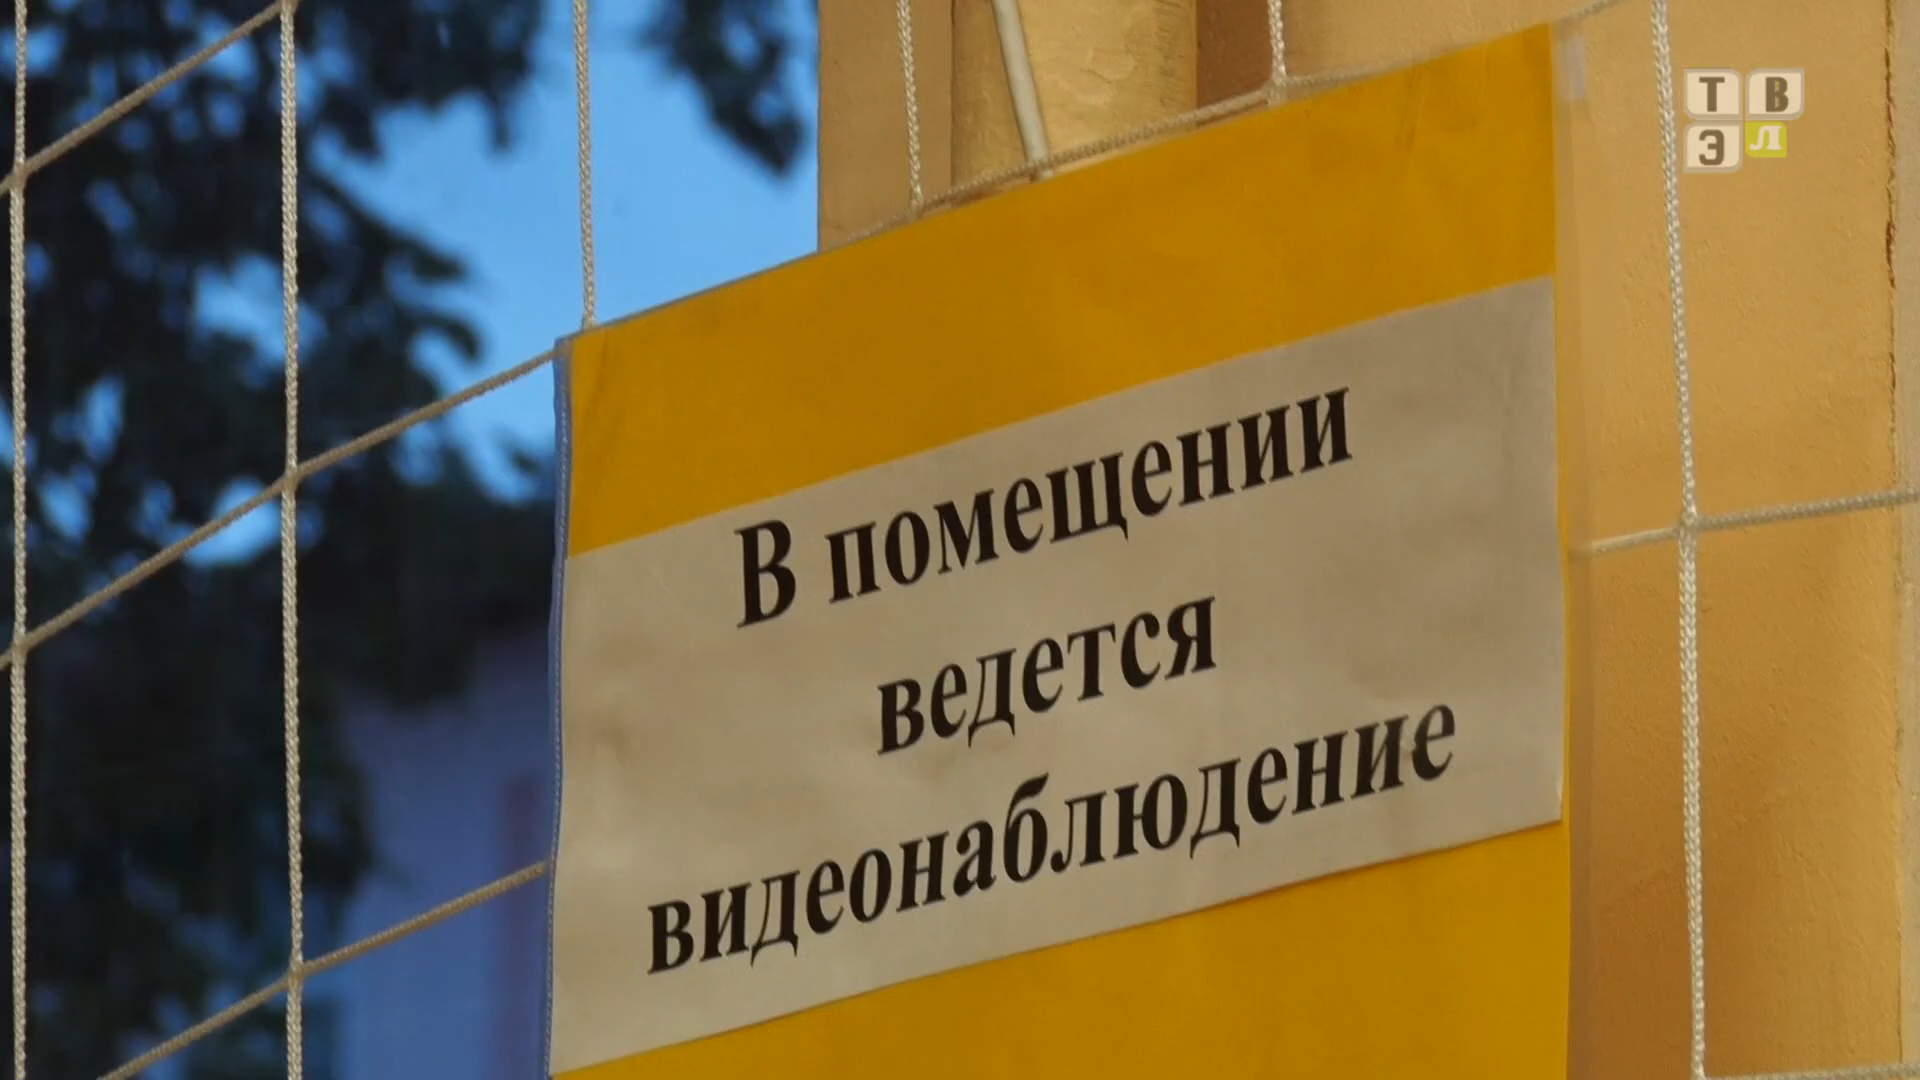 ТВ
Эл
В помещении
ведется
видеонаблюдение